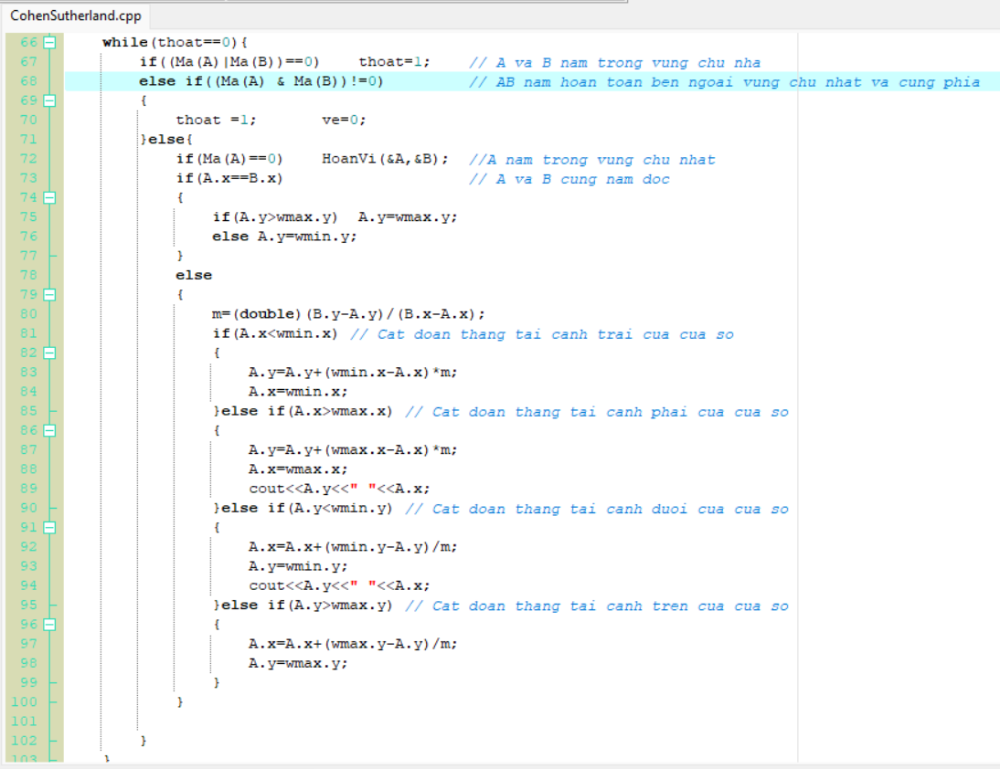 CohenSutherland.cpp
66 while(thoat==0){
67 if((Ma(A)|Ma(B))==0) thoat=1; // A va B nam trong vung chu nha
68 else if((Ma(A) & Ma(B))!=0) // AB nam hoan toan ben ngoai vung chu nhat va cung phia
69 {
70 thoat =1; ve=0;
71 }else{
72 if(Ma(A)==0) HoanVi(&A,&B); //A nam trong vung chu nhat
73 if(A.x==B.x) // A va B cung nam doc
74 {
75 if(A.y>wmax.y) A.y=wmax.y;
76 else A.y=wmin.y;
77 }
78 else
79 {
80 m=(double)(B.y-A.y)/(B.x-A.x);
81 if(A.x<wmin.x) // Cat doan thang tai canh trai cua cua so
82 {
83 A.y=A.y+(wmin.x-A.x)*m;
84 A.x=wmin.x;
85 }else if(A.x>wmax.x) // Cat doan thang tai canh phai cua cua so
86 {
87 A.y=A.y+(wmax.x-A.x)*m;
88 A.x=wmax.x;
89 cout<<A.y<<" "<<A.x;
90 }else if(A.y<wmin.y) // Cat doan thang tai canh duoi cua cua so
91 {
92 A.x=A.x+(wmin.y-A.y)/m;
93 A.y=wmin.y;
94 cout<<A.y<<" "<<A.x;
95 }else if(A.y>wmax.y) // Cat doan thang tai canh tren cua cua so
96 {
97 A.x=A.x+(wmax.y-A.y)/m;
98 A.y=wmax.y;
99 }
100 }
101
102 }
103 }